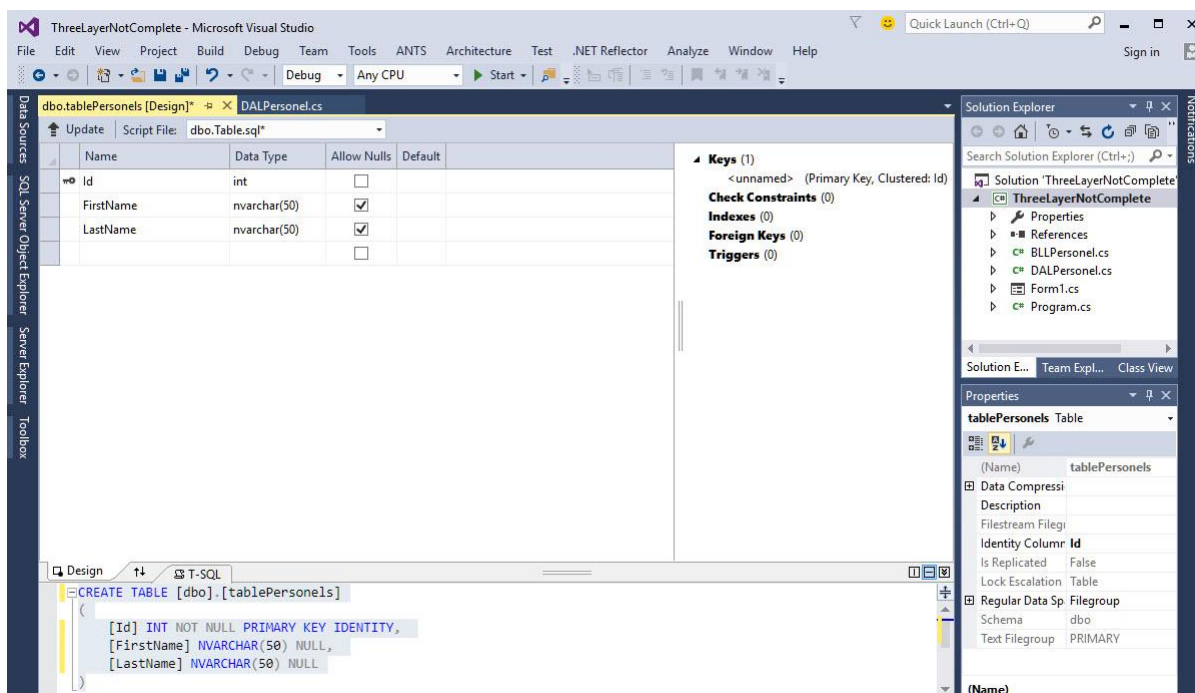 ThreeLayerNotComplete - Microsoft Visual Studio
Quick Launch (Ctrl+Q)
File Edit View Project Build Debug Team Tools ANTS Architecture Test .NET Reflector Analyze Window Help
Sign in
Debug Any CPU Start
dbo.tablePersonels [Design]* DALPersonel.cs
Update Script File: dbo.Table.sql*
Name Data Type Allow Nulls Default
Id int
FirstName nvarchar(50)
LastName nvarchar(50)
Keys (1)
<unnamed> (Primary Key, Clustered: Id)
Check Constraints (0)
Indexes (0)
Foreign Keys (0)
Triggers (0)
Data Sources
SQL Server Object Explorer
Server Explorer
Toolbox
Design T-SQL
CREATE TABLE [dbo].[tablePersonels]
(
[Id] INT NOT NULL PRIMARY KEY IDENTITY,
[FirstName] NVARCHAR(50) NULL,
[LastName] NVARCHAR(50) NULL
)
Solution Explorer
Search Solution Explorer (Ctrl+;)
Solution 'ThreeLayerNotComplete'
ThreeLayerNotComplete
Properties
References
BLLPersonel.cs
DALPersonel.cs
Form1.cs
Program.cs
Solution E... Team Expl... Class View
Properties
tablePersonels Table
(Name) tablePersonels
Data Compressi
Description
Filestream Filegr
Identity Column Id
Is Replicated False
Lock Escalation Table
Regular Data Sp Filegroup
Schema dbo
Text Filegroup PRIMARY
(Name)
Notifications